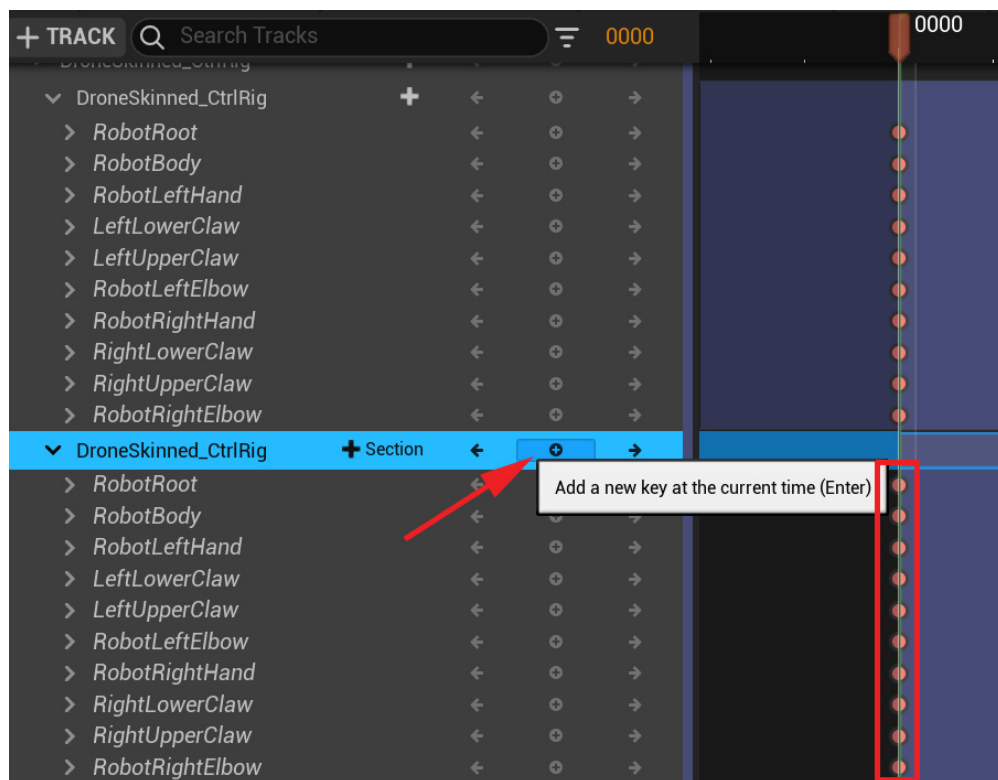 + TRACK Search Tracks 0000 0000
DroneSkinned_CtrlRig
DroneSkinned_CtrlRig
RobotRoot
RobotBody
RobotLeftHand
LeftLowerClaw
LeftUpperClaw
RobotLeftElbow
RobotRightHand
RightLowerClaw
RightUpperClaw
RobotRightElbow
DroneSkinned_CtrlRig + Section
RobotRoot Add a new key at the current time (Enter)
RobotBody
RobotLeftHand
LeftLowerClaw
LeftUpperClaw
RobotLeftElbow
RobotRightHand
RightLowerClaw
RightUpperClaw
RobotRightElbow